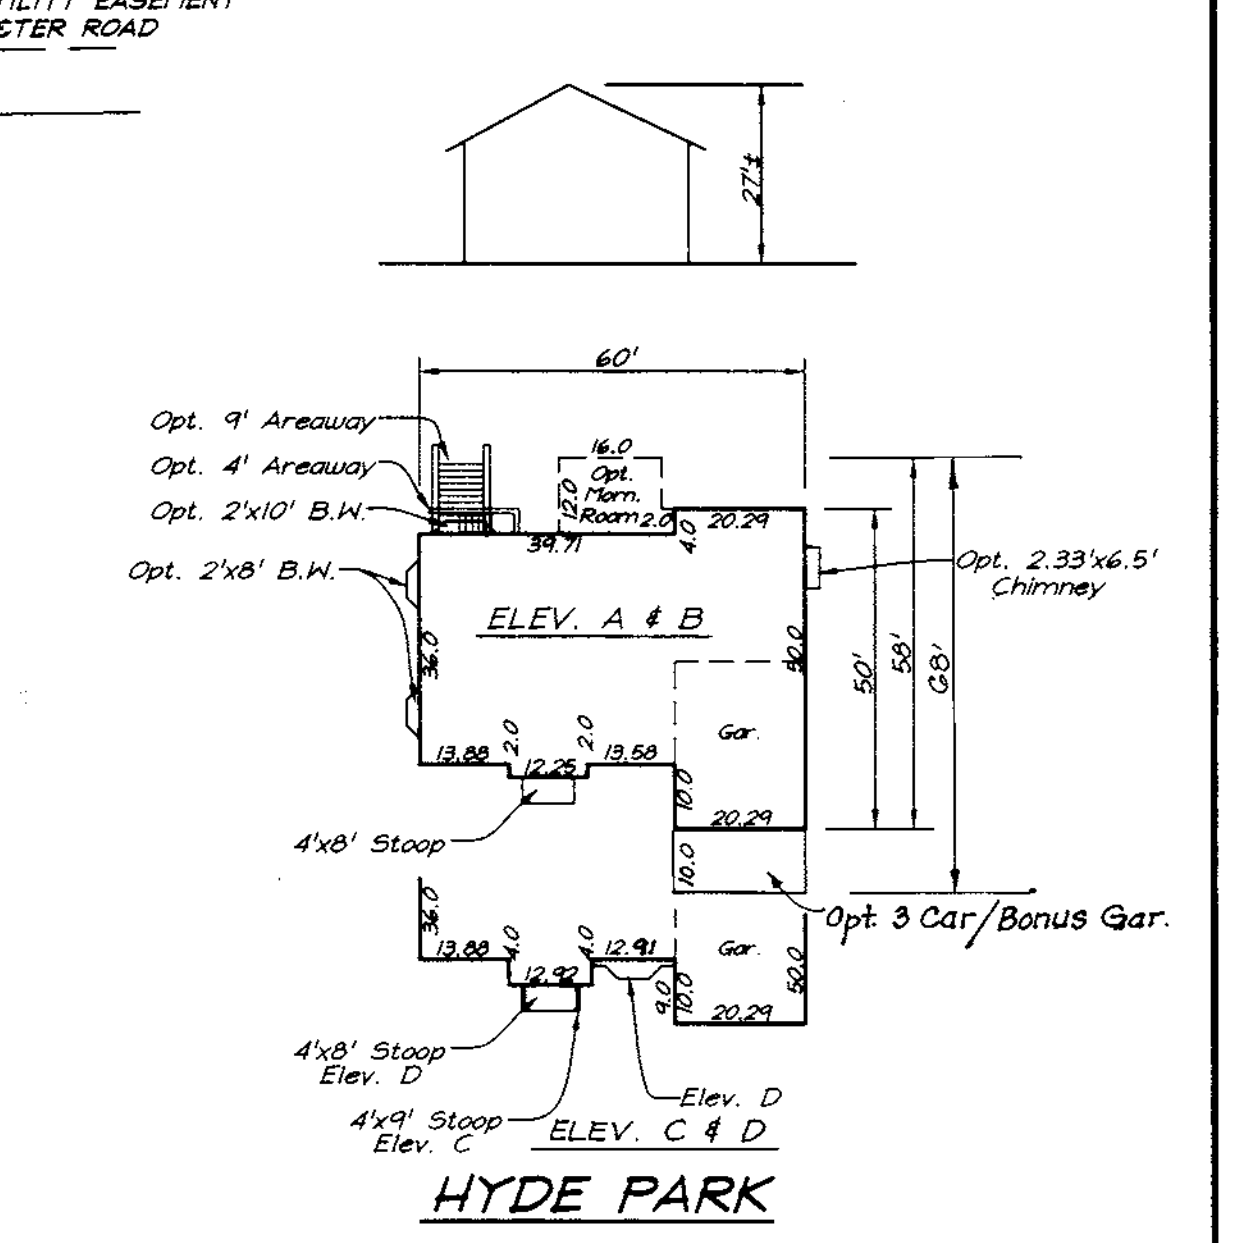 EASEMENT
ROAD
27'±
60'
Opt. 9' Areaway
Opt. 4' Areaway
Opt. 2'x10' B.W.
Opt. 2'x8' B.W.
16.0
Opt.
Morn.
Room
12.0
2.0
4.0
20.29
39.71
Opt. 2.33'x6.5'
Chimney
ELEV. A & B
36.0
50.0
50'
58'
68'
Gar.
13.88
2.0
12.25
2.0
13.58
10.0
20.29
4'x8' Stoop
10.0
Opt. 3 Car/Bonus Gar.
36.0
13.88
4.0
12.92
4.0
12.91
Gar.
9.0
10.0
50.0
20.29
4'x8' Stoop
Elev. D
4'x9' Stoop
Elev. C
Elev. D
ELEV. C & D
HYDE PARK